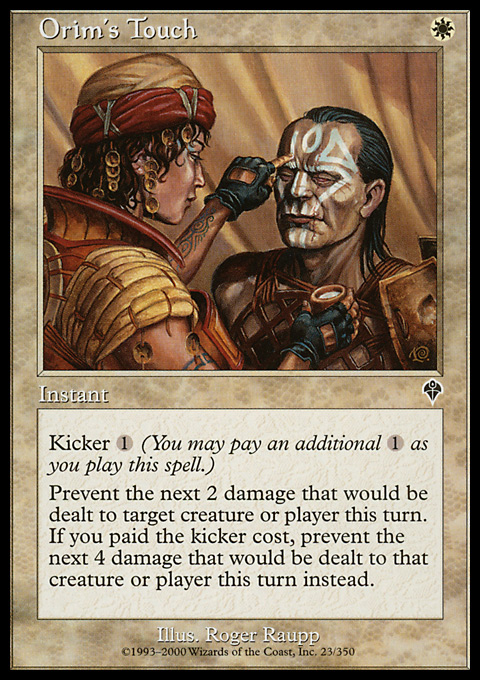 Orim's Touch
Instant
Kicker 1 (You may pay an additional 1 as
you play this spell.)
Prevent the next 2 damage that would be
dealt to target creature or player this turn.
If you paid the kicker cost, prevent the
next 4 damage that would be dealt to that
creature or player this turn instead.
Illus. Roger Raupp
©1993–2000 Wizards of the Coast, Inc. 23/350